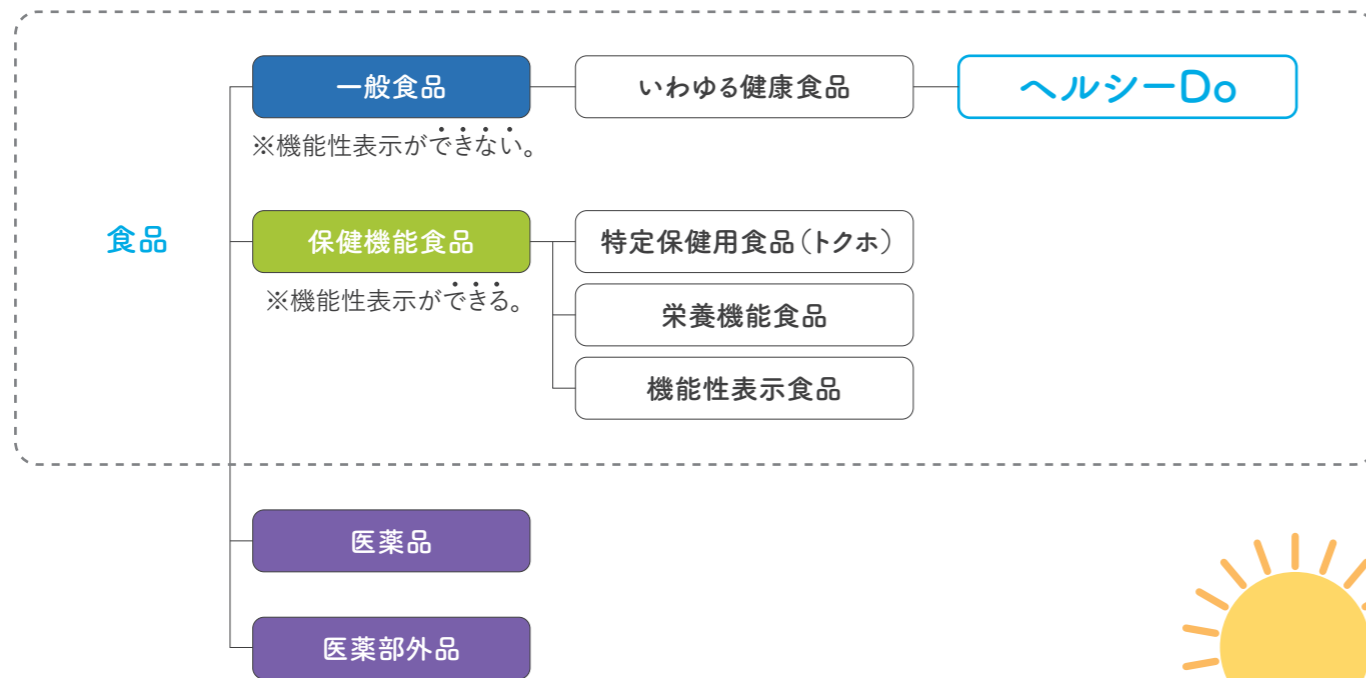 一般食品
いわゆる健康食品
ヘルシーDo
※機能性表示ができない。
食品
保健機能食品
特定保健用食品（トクホ）
※機能性表示ができる。
栄養機能食品
機能性表示食品
医薬品
医薬部外品